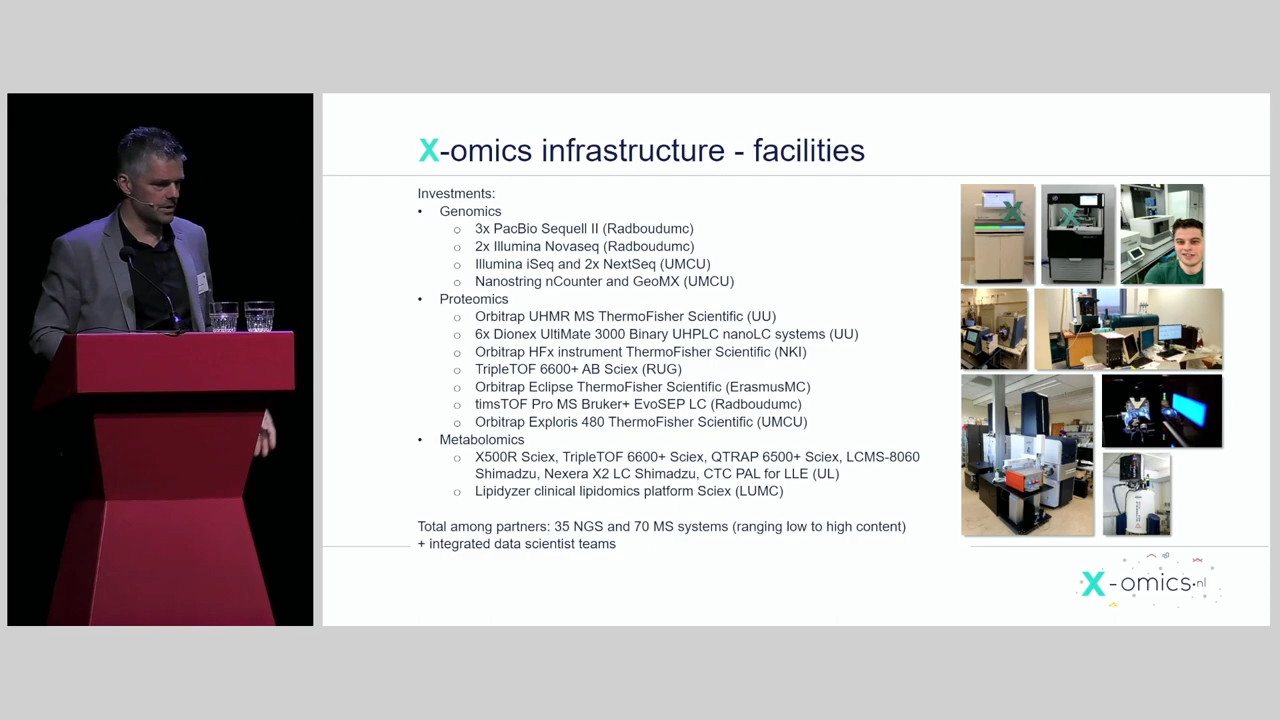 X-omics infrastructure - facilities
Investments:
• Genomics
o 3x PacBio Sequell II (Radboudumc)
o 2x Illumina Novaseq (Radboudumc)
o Illumina iSeq and 2x NextSeq (UMCU)
o Nanostring nCounter and GeoMX (UMCU)
• Proteomics
o Orbitrap UHMR MS ThermoFisher Scientific (UU)
o 6x Dionex UltiMate 3000 Binary UHPLC nanoLC systems (UU)
o Orbitrap HFx instrument ThermoFisher Scientific (NKI)
o TripleTOF 6600+ AB Sciex (RUG)
o Orbitrap Eclipse ThermoFisher Scientific (ErasmusMC)
o timsTOF Pro MS Bruker+ EvoSEP LC (Radboudumc)
o Orbitrap Exploris 480 ThermoFisher Scientific (UMCU)
• Metabolomics
o X500R Sciex, TripleTOF 6600+ Sciex, QTRAP 6500+ Sciex, LCMS-8060
Shimadzu, Nexera X2 LC Shimadzu, CTC PAL for LLE (UL)
o Lipidyzer clinical lipidomics platform Sciex (LUMC)
Total among partners: 35 NGS and 70 MS systems (ranging low to high content)
+ integrated data scientist teams
X-omics.nl